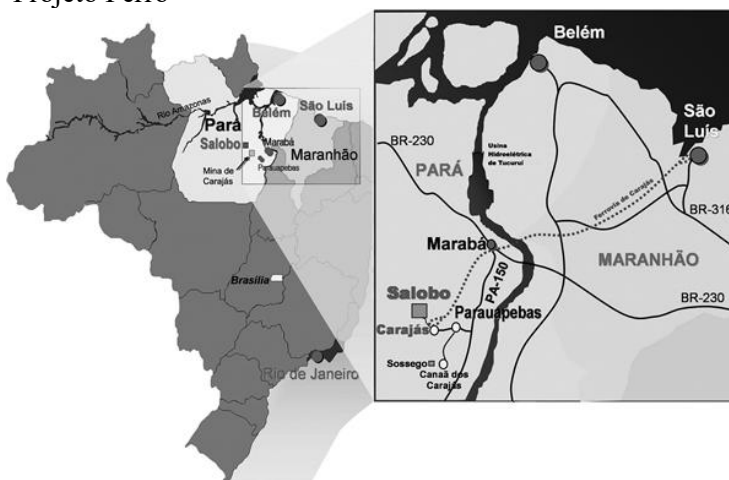 Projeto Ferro
Rio Amazonas
Belém
São Luís
Pará
Salobo
Marabá
Maranhão
Parauapebas
Mina de
Carajás
Brasília
Rio de Janeiro
Belém
São
Luís
BR-230
Usina
Hidroelétrica
de Tucuruí
PARÁ
Ferrovia de Carajás
BR-316
Marabá
MARANHÃO
PA-150
Salobo
BR-230
Parauapebas
Carajás
Sossego
Canaã dos
Carajás